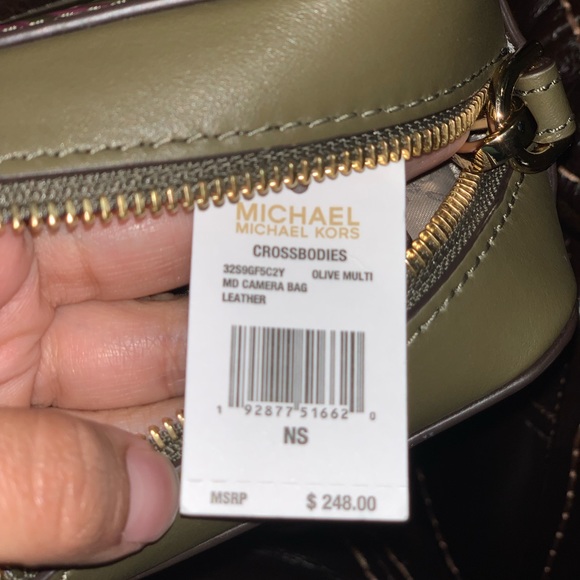 MICHAEL
MICHAEL KORS
CROSSBODIES
32S9GF5C2Y OLIVE MULTI
MD CAMERA BAG
LEATHER
1 92877 51662 0
NS
MSRP $ 248.00